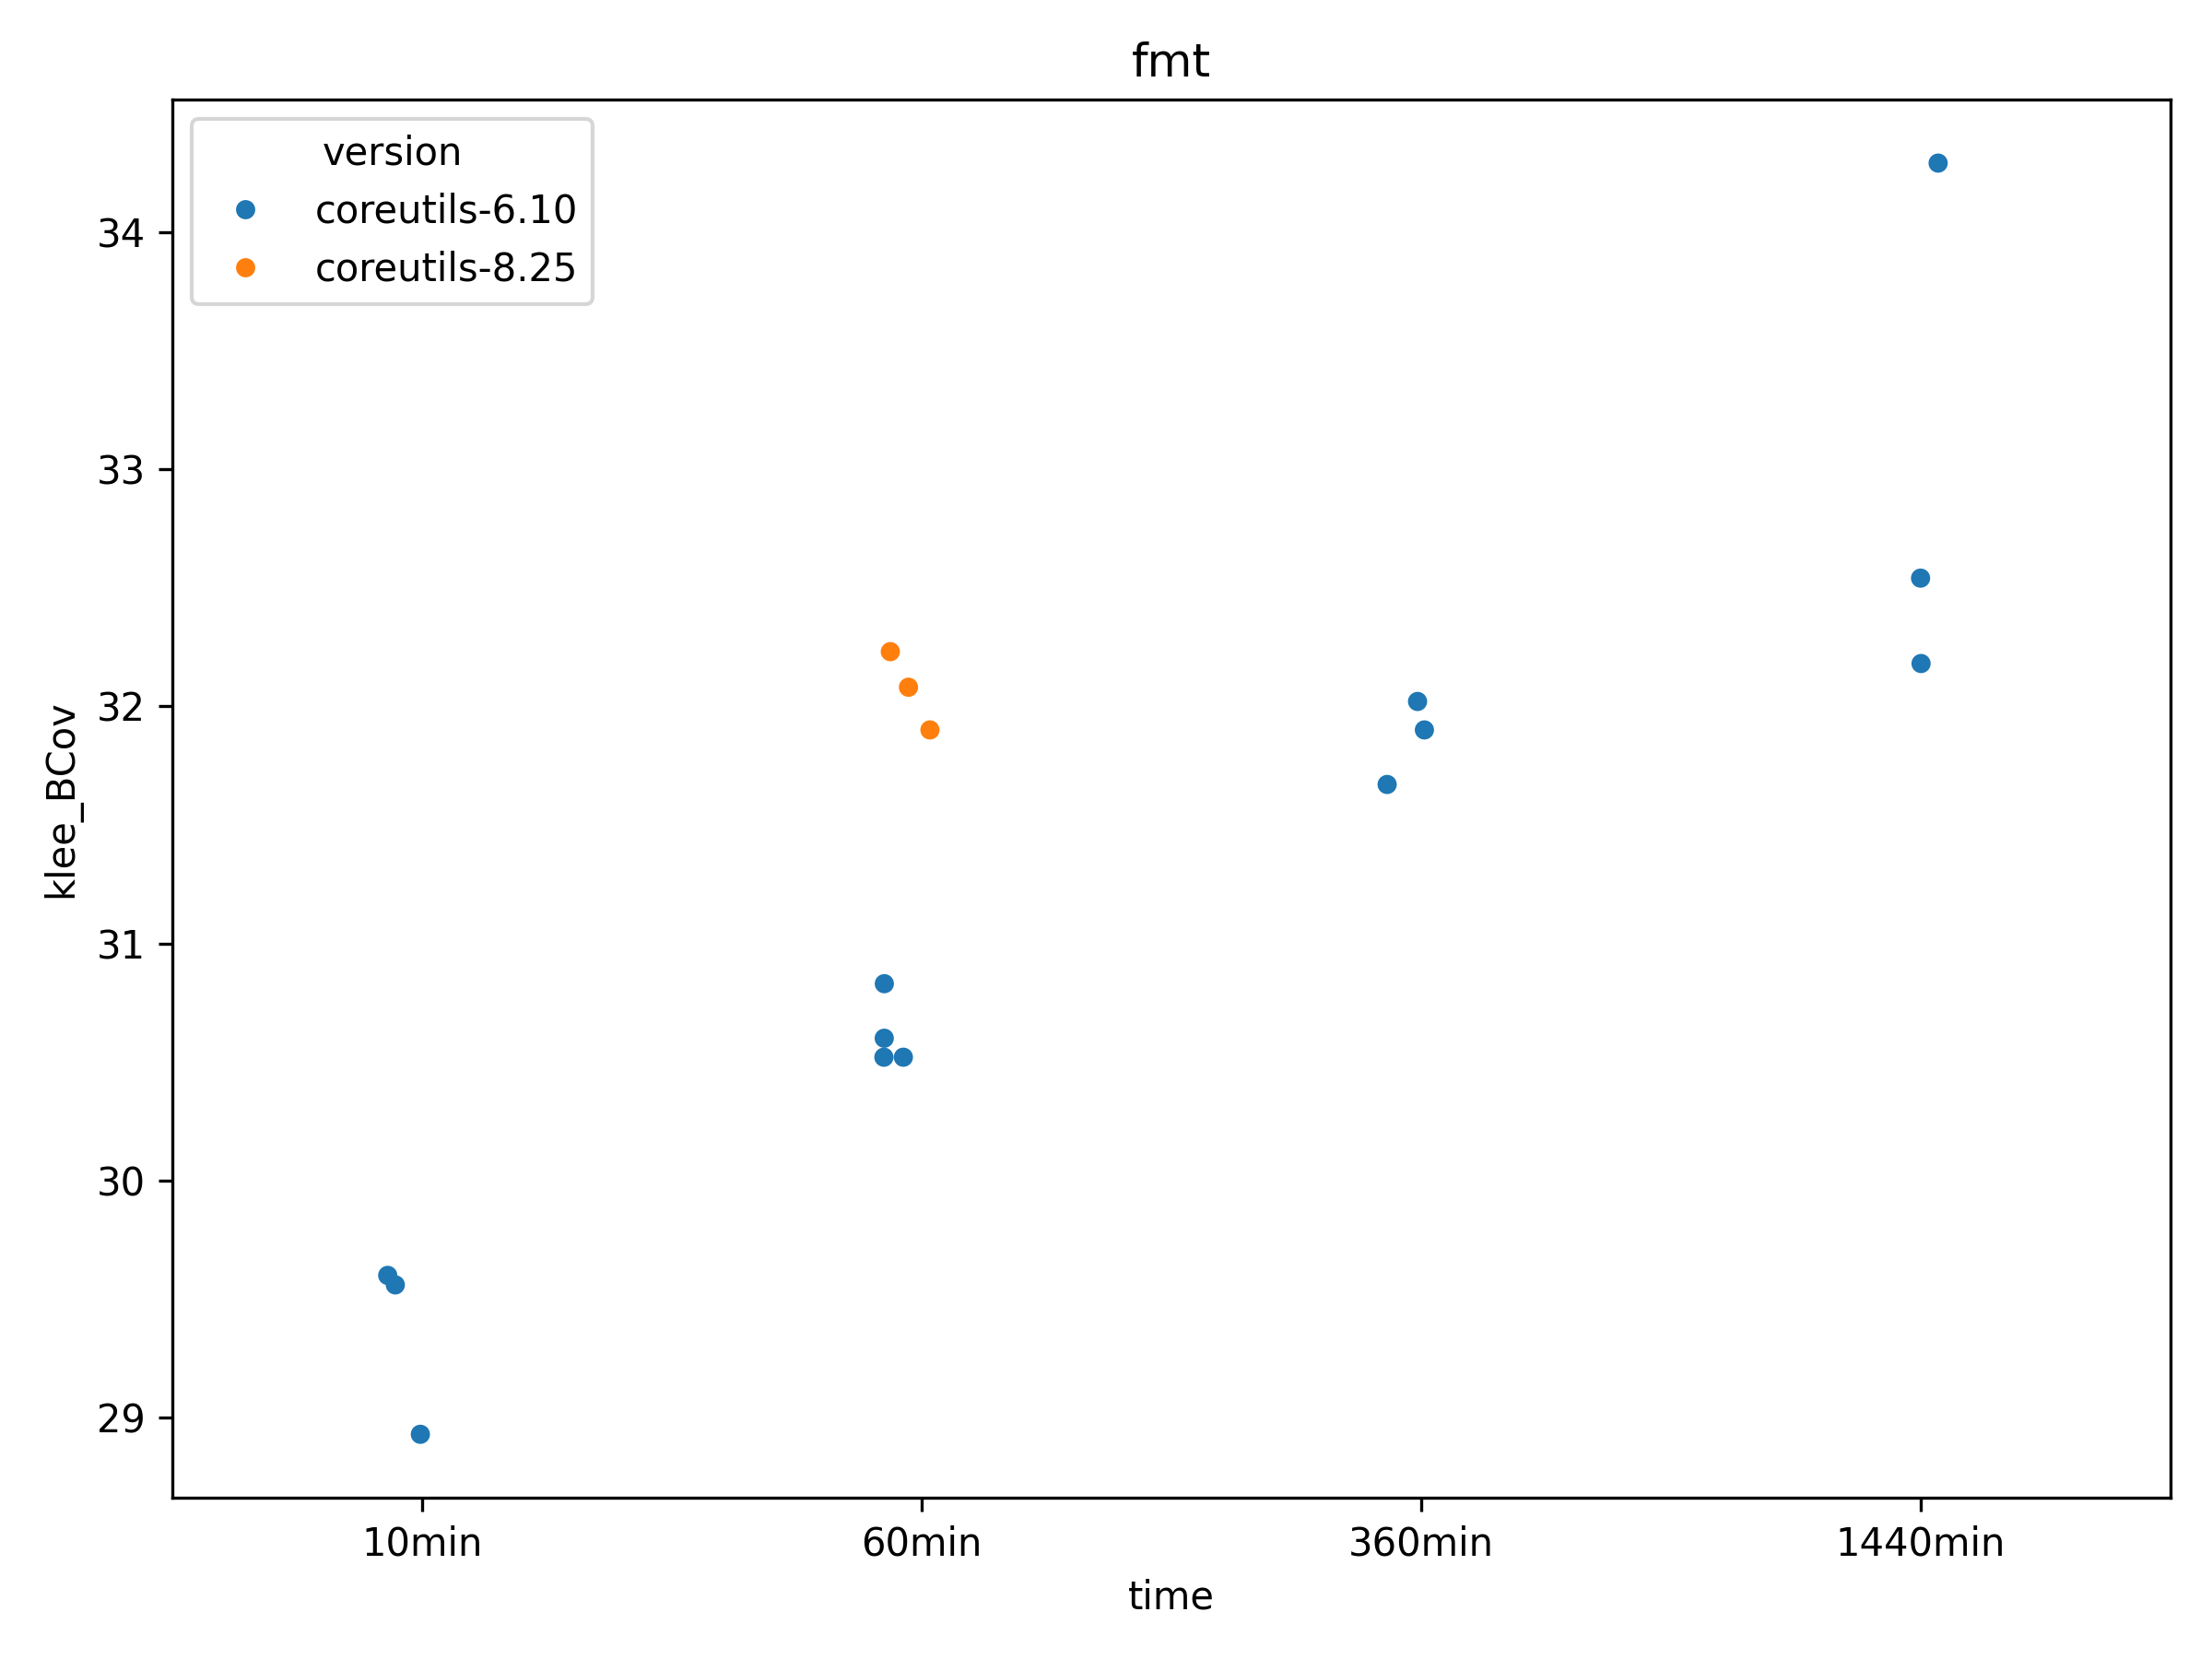 fmt
version
coreutils-6.10
coreutils-8.25
klee_BCov
34
33
32
31
30
29
10min 60min 360min 1440min
time